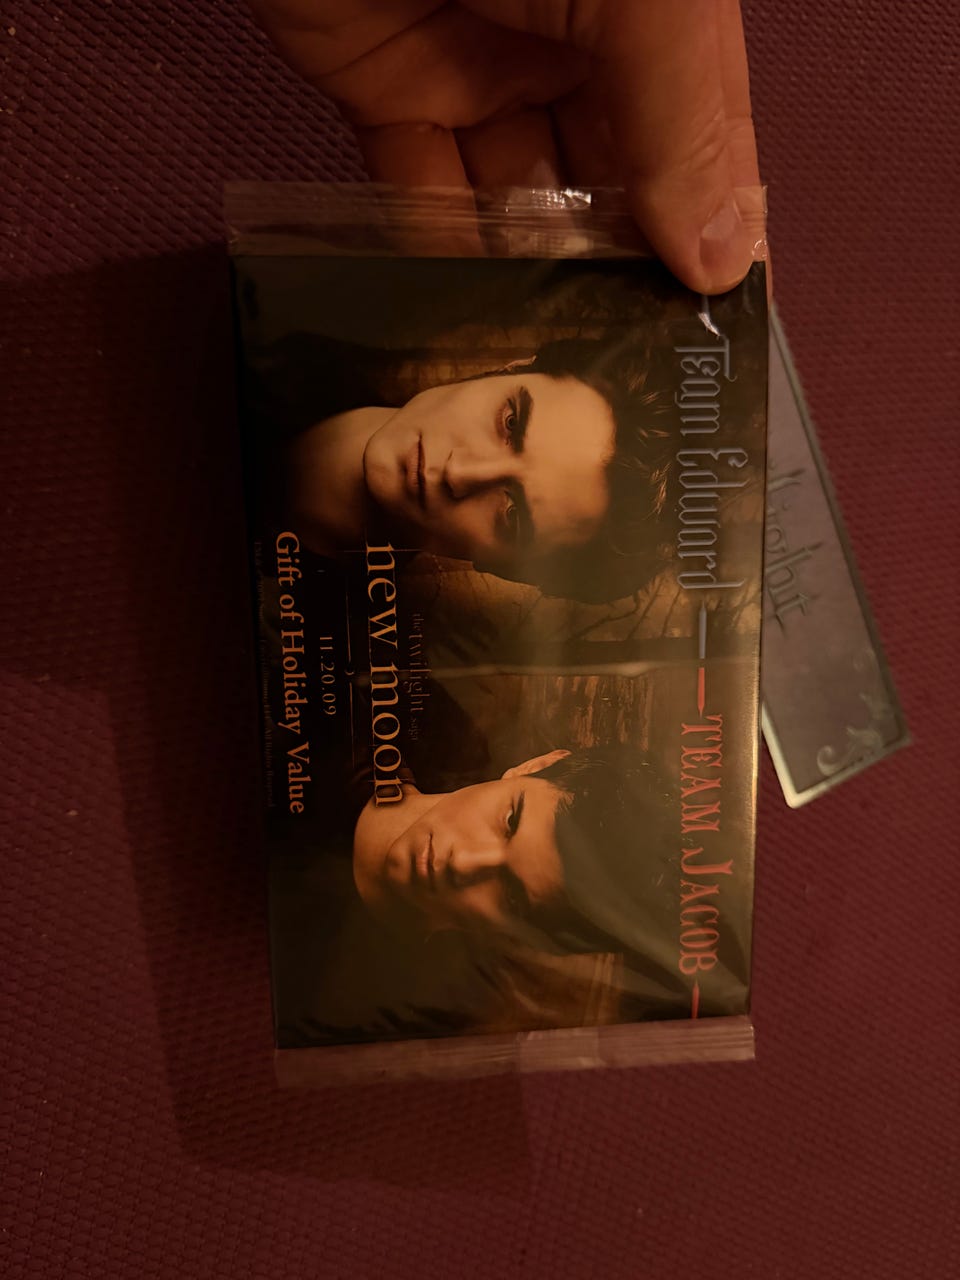 Team Edward
TEAM JACOB
the twilight saga
new moon
11.20.09
Gift of Holiday Value